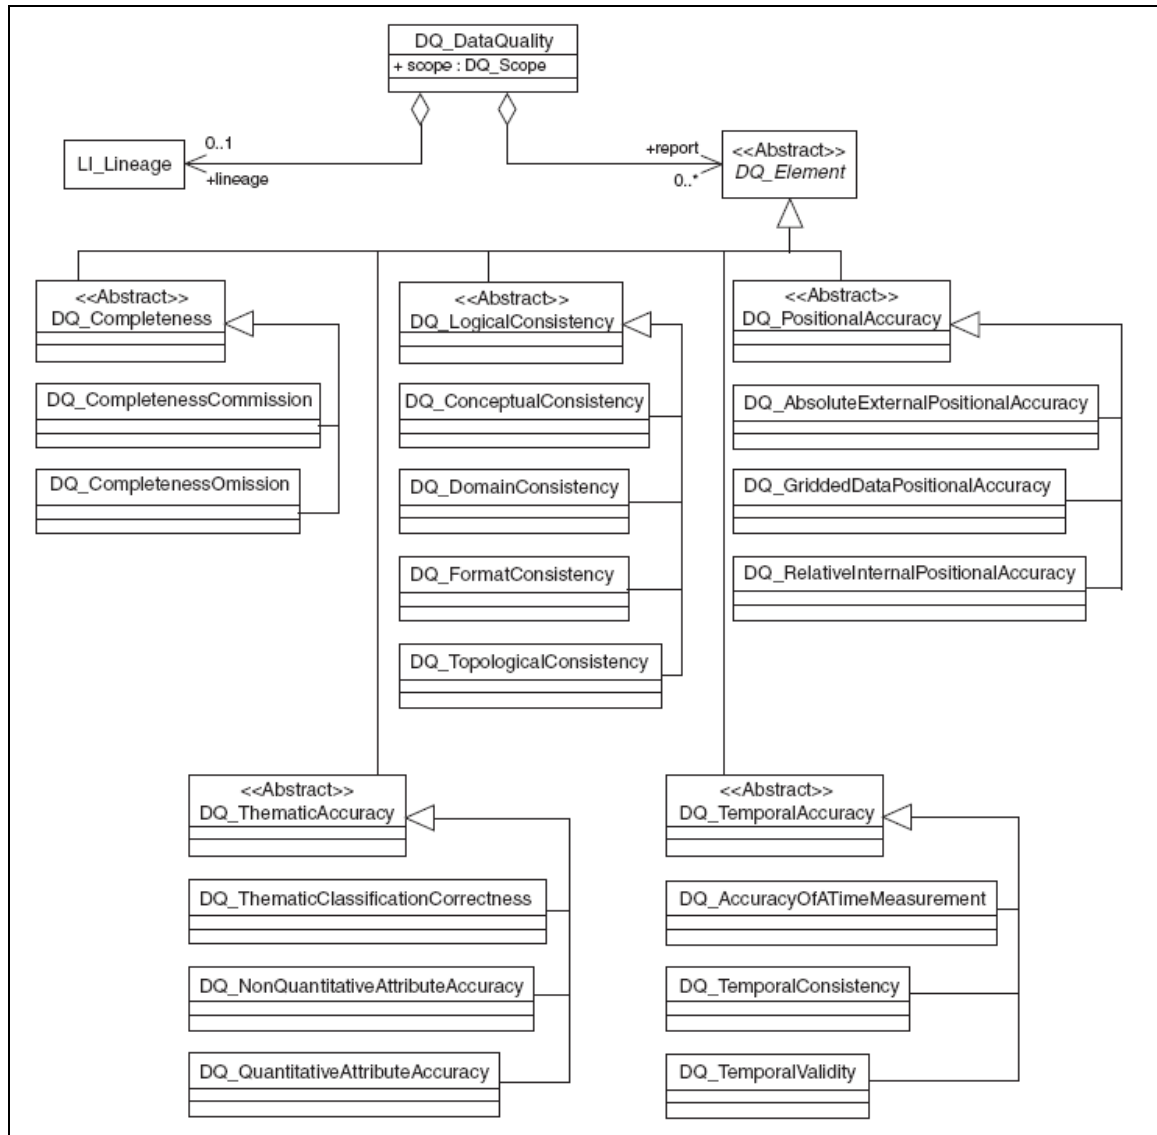 DQ_DataQuality
+ scope : DQ_Scope
0..1
LI_Lineage
+lineage
+report
0..*
<<Abstract>>
DQ_Element
<<Abstract>>
DQ_Completeness
DQ_CompletenessCommission
DQ_CompletenessOmission
<<Abstract>>
DQ_LogicalConsistency
DQ_ConceptualConsistency
DQ_DomainConsistency
DQ_FormatConsistency
DQ_TopologicalConsistency
<<Abstract>>
DQ_PositionalAccuracy
DQ_AbsoluteExternalPositionalAccuracy
DQ_GriddedDataPositionalAccuracy
DQ_RelativeInternalPositionalAccuracy
<<Abstract>>
DQ_ThematicAccuracy
DQ_ThematicClassificationCorrectness
DQ_NonQuantitativeAttributeAccuracy
DQ_QuantitativeAttributeAccuracy
<<Abstract>>
DQ_TemporalAccuracy
DQ_AccuracyOfATimeMeasurement
DQ_TemporalConsistency
DQ_TemporalValidity